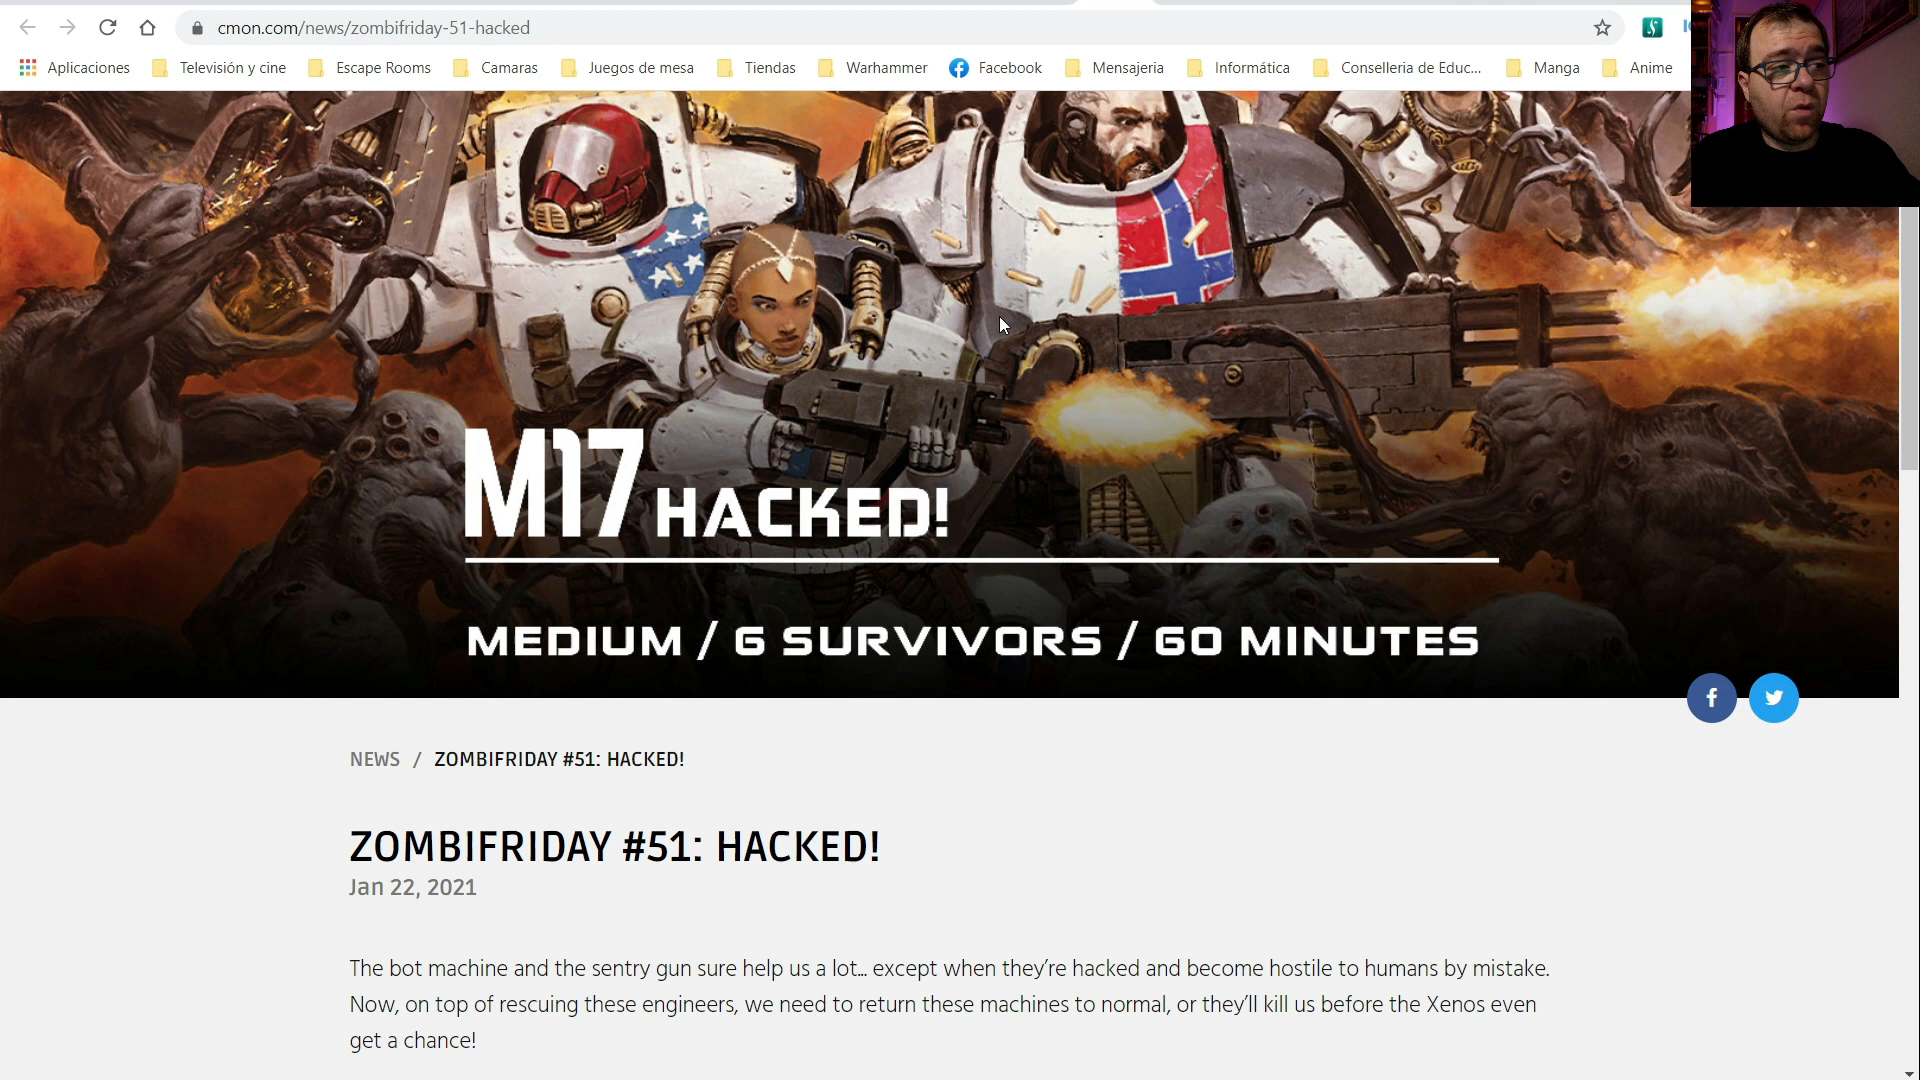 cmon.com/news/zombifriday-51-hacked
Aplicaciones Televisión y cine Escape Rooms Camaras Juegos de mesa Tiendas Warhammer Facebook Mensajeria Informática Conselleria de Educ... Manga Anime
M17 HACKED!
MEDIUM / 6 SURVIVORS / 60 MINUTES
NEWS / ZOMBIFRIDAY #51: HACKED!
ZOMBIFRIDAY #51: HACKED!
Jan 22, 2021
The bot machine and the sentry gun sure help us a lot... except when they’re hacked and become hostile to humans by mistake.
Now, on top of rescuing these engineers, we need to return these machines to normal, or they’ll kill us before the Xenos even
get a chance!